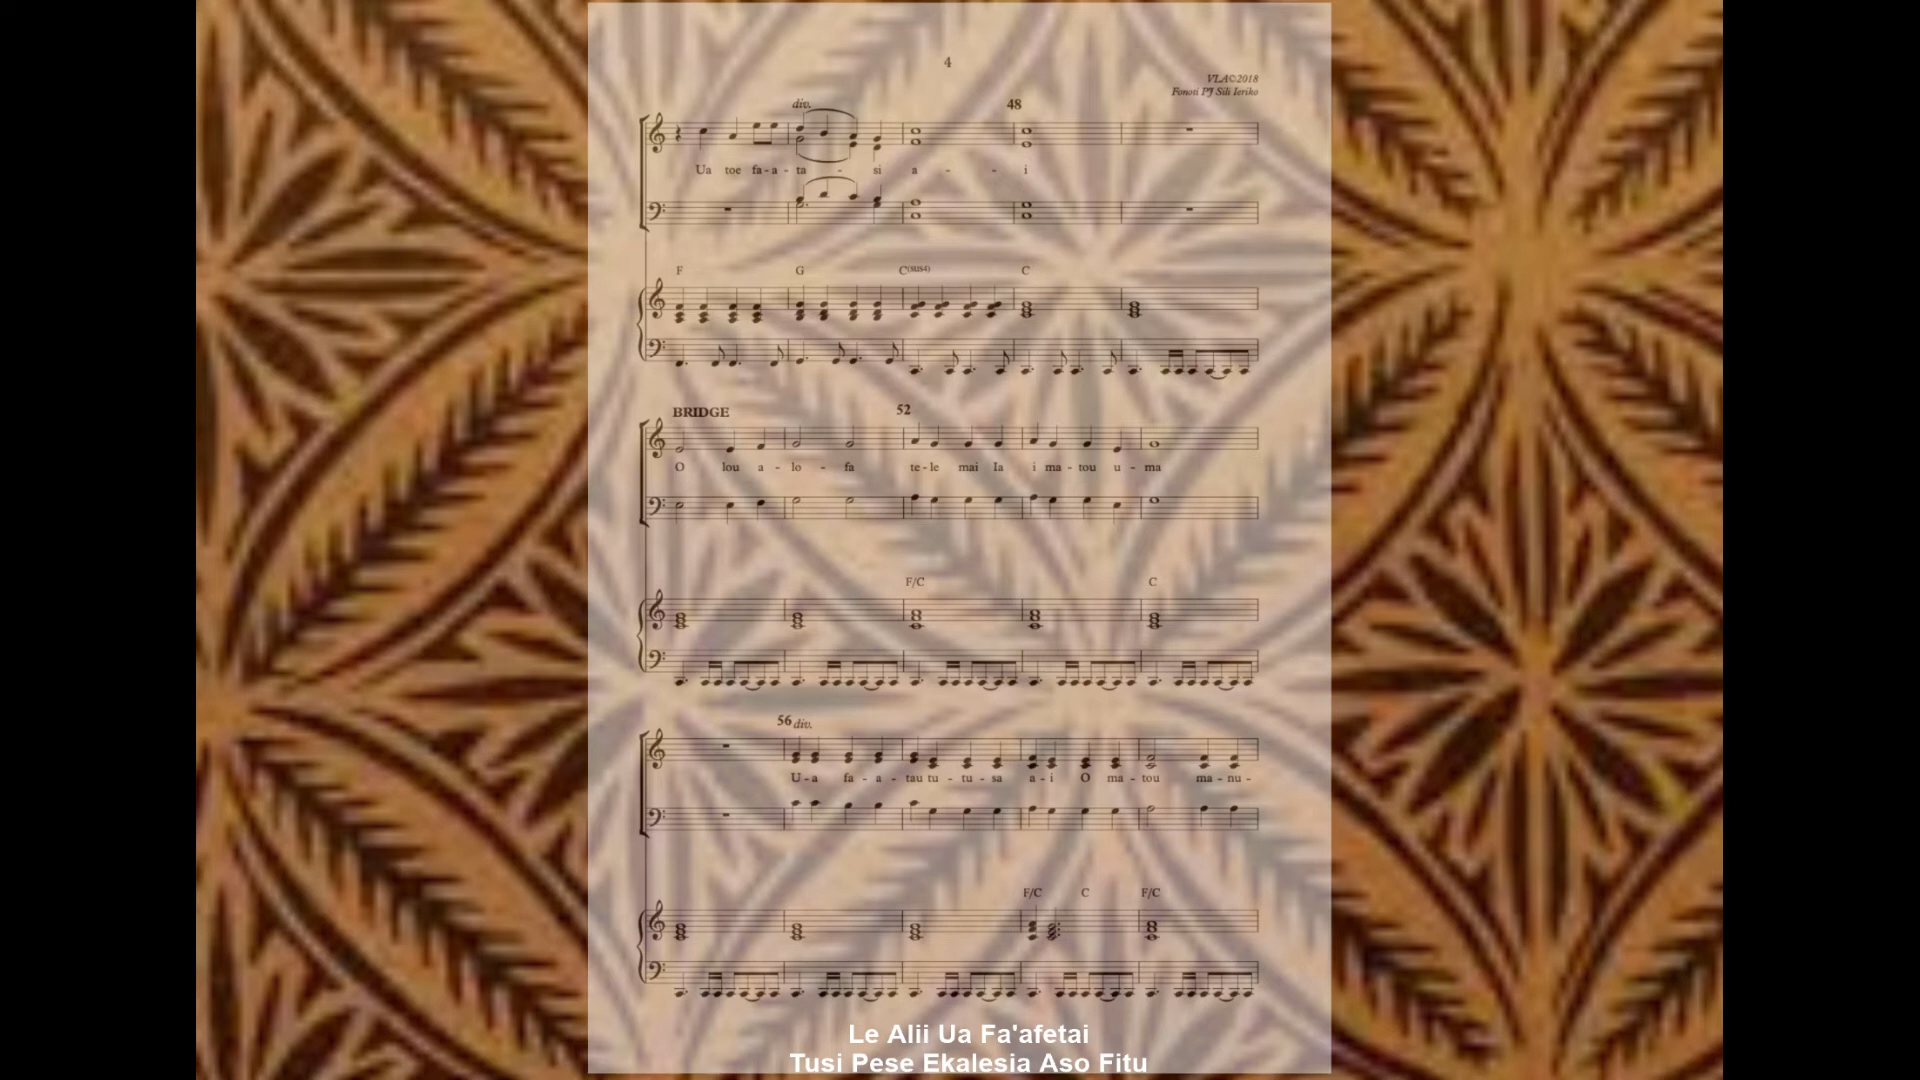 4
VLA©2018
Fonoti PJ Sili Ieriko
div.
48
Ua toe fa-a-ta - si a - - i
F G C(sus4) C
BRIDGE
52
O lou a - lo - fa te-le mai Ia i ma-tou u-ma
F/C C
56 div.
U-a fa-a-tau tu-tu-sa a-i O ma-tou ma-nu-
F/C C F/C
Le Alii Ua Fa'afetai
Tusi Pese Ekalesia Aso Fitu